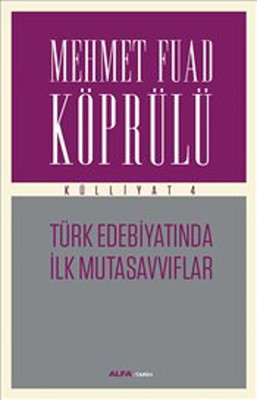 MEHMET FUAD
KÖPRÜLÜ
KÜLLİYAT 4
TÜRK EDEBİYATINDA
İLK MUTASAVVIFLAR
ALFA TARİH